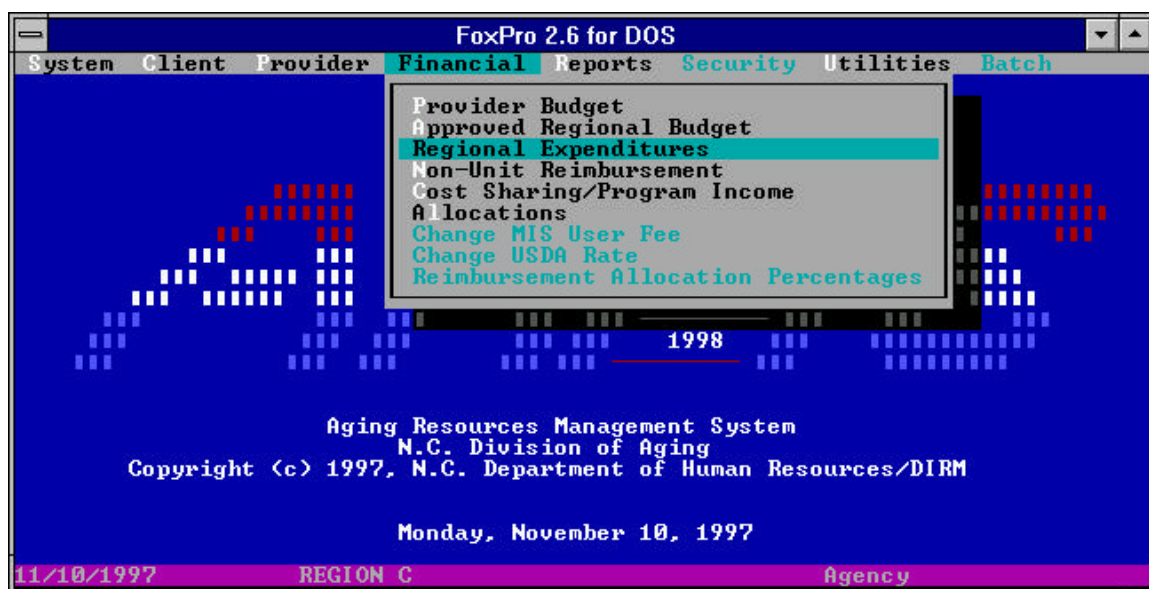 FoxPro 2.6 for DOS
System Client Provider Financial Reports Security Utilities Batch
Provider Budget
Approved Regional Budget
Regional Expenditures
Non-Unit Reimbursement
Cost Sharing/Program Income
Allocations
Change MIS User Fee
Change USDA Rate
Reimbursement Allocation Percentages
1998
Aging Resources Management System
N.C. Division of Aging
Copyright (c) 1997, N.C. Department of Human Resources/DIRM
Monday, November 10, 1997
11/10/1997 REGION C Agency